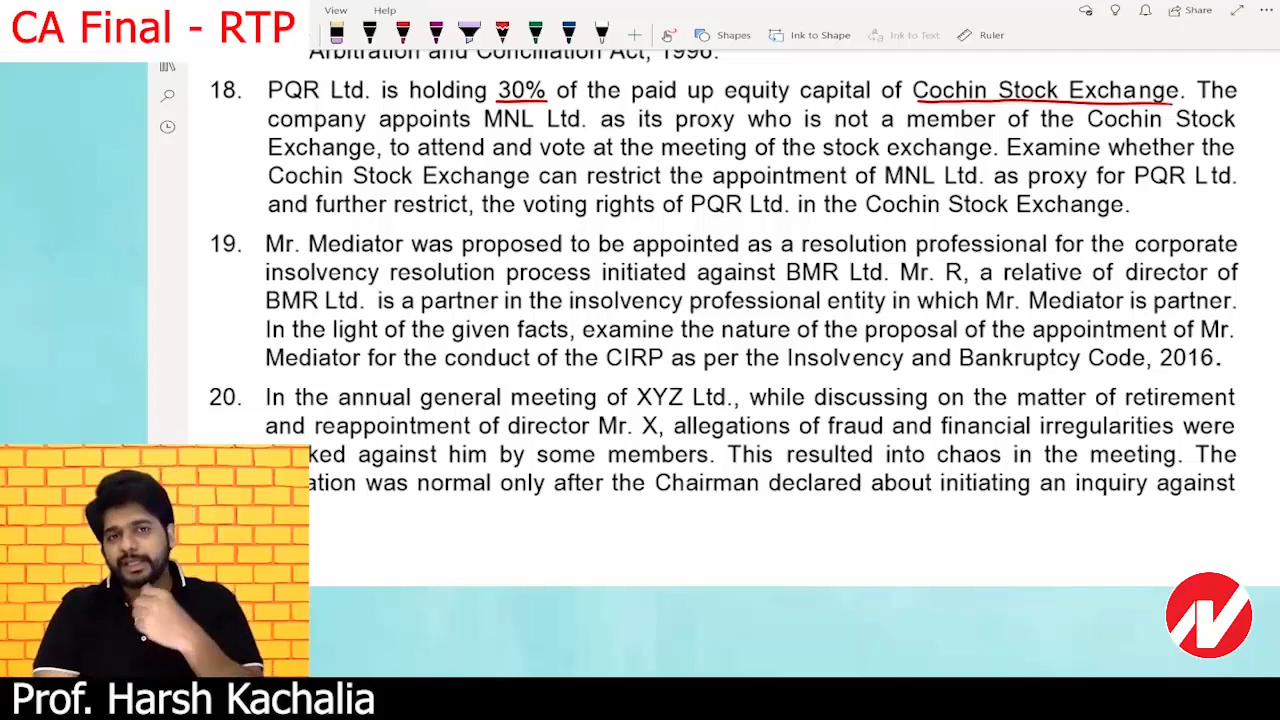 CA Final - RTP
View Help
Share
Shapes Ink to Shape Ink to Text Ruler
Arbitration and Conciliation Act, 1996.
18. PQR Ltd. is holding 30% of the paid up equity capital of Cochin Stock Exchange. The
company appoints MNL Ltd. as its proxy who is not a member of the Cochin Stock
Exchange, to attend and vote at the meeting of the stock exchange. Examine whether the
Cochin Stock Exchange can restrict the appointment of MNL Ltd. as proxy for PQR Ltd.
and further restrict, the voting rights of PQR Ltd. in the Cochin Stock Exchange.
19. Mr. Mediator was proposed to be appointed as a resolution professional for the corporate
insolvency resolution process initiated against BMR Ltd. Mr. R, a relative of director of
BMR Ltd. is a partner in the insolvency professional entity in which Mr. Mediator is partner.
In the light of the given facts, examine the nature of the proposal of the appointment of Mr.
Mediator for the conduct of the CIRP as per the Insolvency and Bankruptcy Code, 2016.
20. In the annual general meeting of XYZ Ltd., while discussing on the matter of retirement
and reappointment of director Mr. X, allegations of fraud and financial irregularities were
against him by some members. This resulted into chaos in the meeting. The
was normal only after the Chairman declared about initiating an inquiry against
Prof. Harsh Kachalia